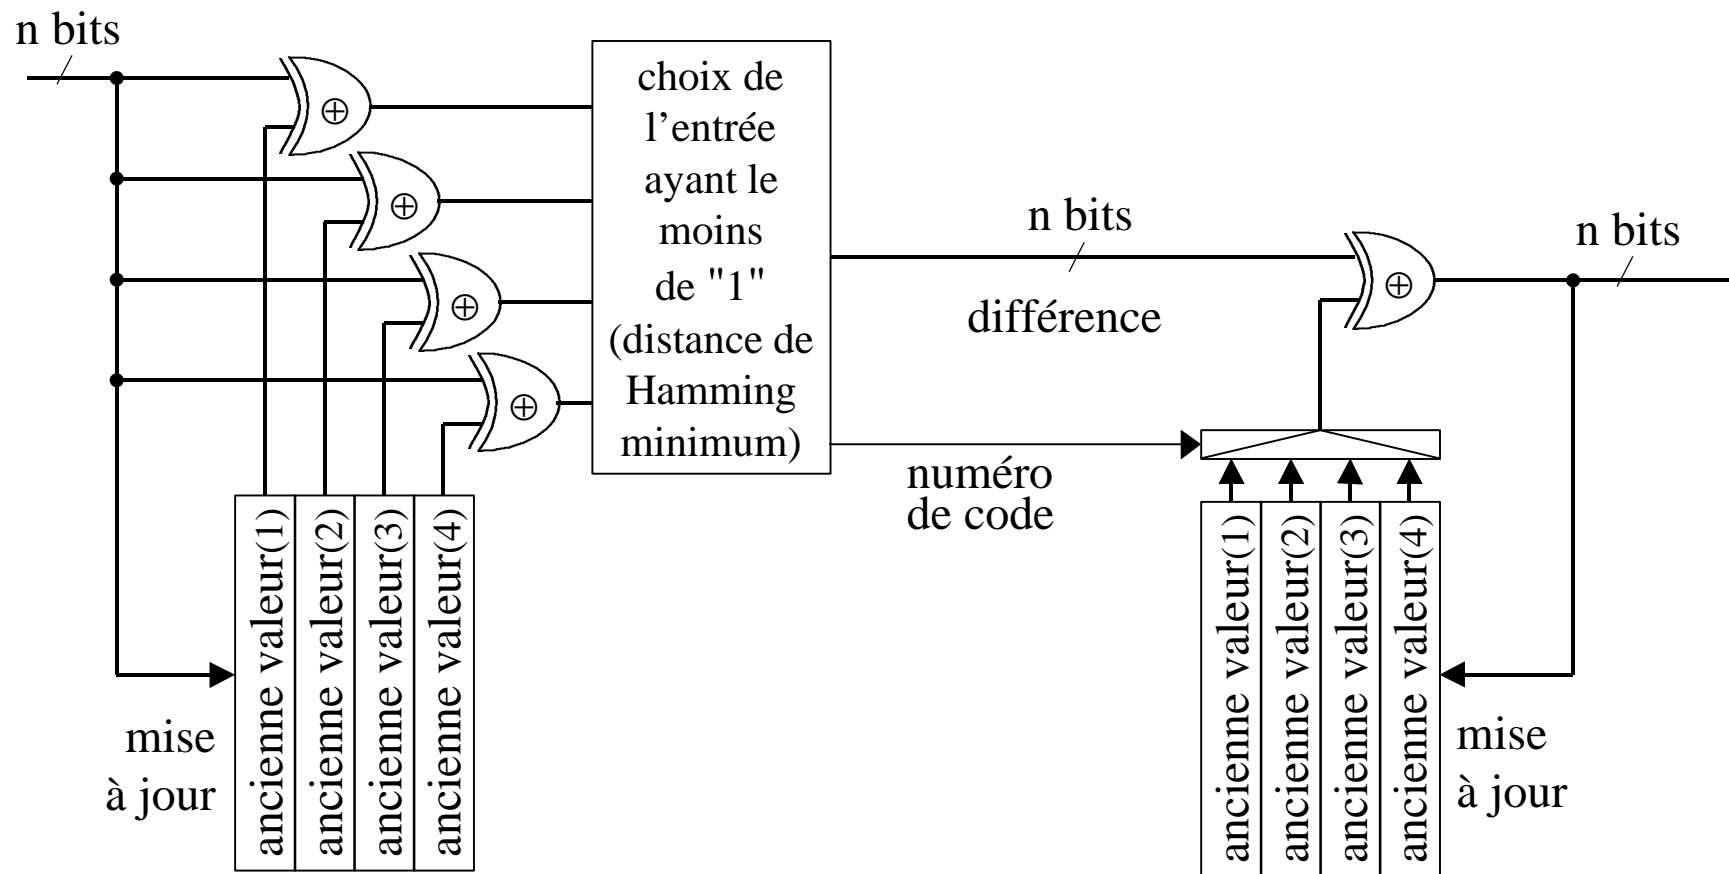 n bits
choix de
l’entrée
ayant le
moins
de "1"
(distance de
Hamming
minimum)
⊕
⊕
⊕
⊕
n bits
différence
numéro
de code
⊕
n bits
ancienne valeur(1)
ancienne valeur(2)
ancienne valeur(3)
ancienne valeur(4)
mise
à jour
ancienne valeur(1)
ancienne valeur(2)
ancienne valeur(3)
ancienne valeur(4)
mise
à jour